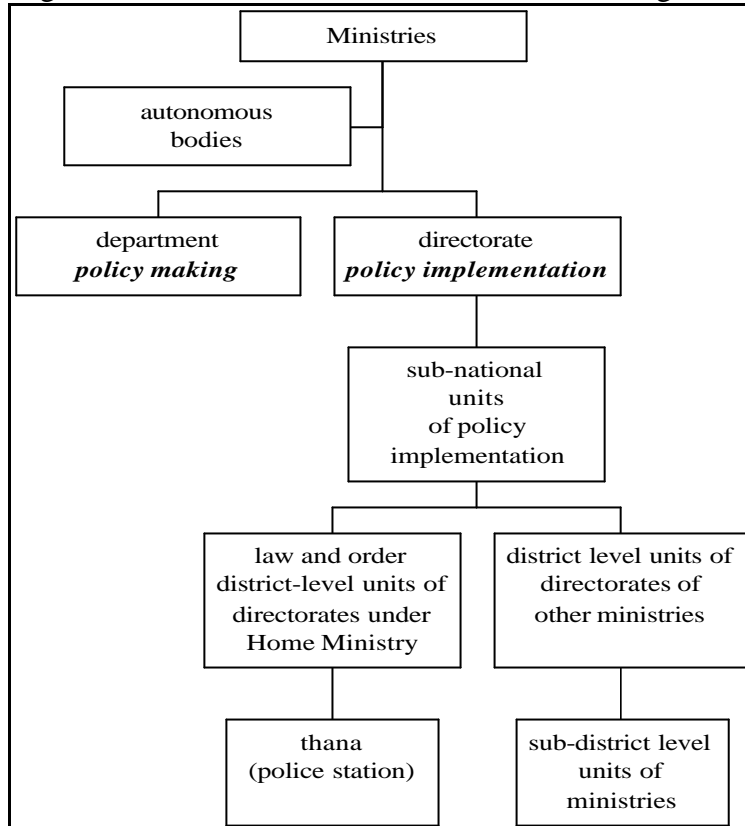 Ministries
autonomous
bodies
department
policy making
directorate
policy implementation
sub-national
units
of policy
implementation
law and order
district-level units of
directorates under
Home Ministry
district level units of
directorates of
other ministries
thana
(police station)
sub-district level
units of
ministries